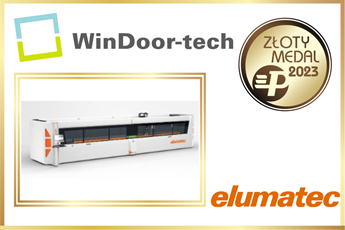 WinDoor-tech
ZŁOTY
MEDAL
2023
elumatec